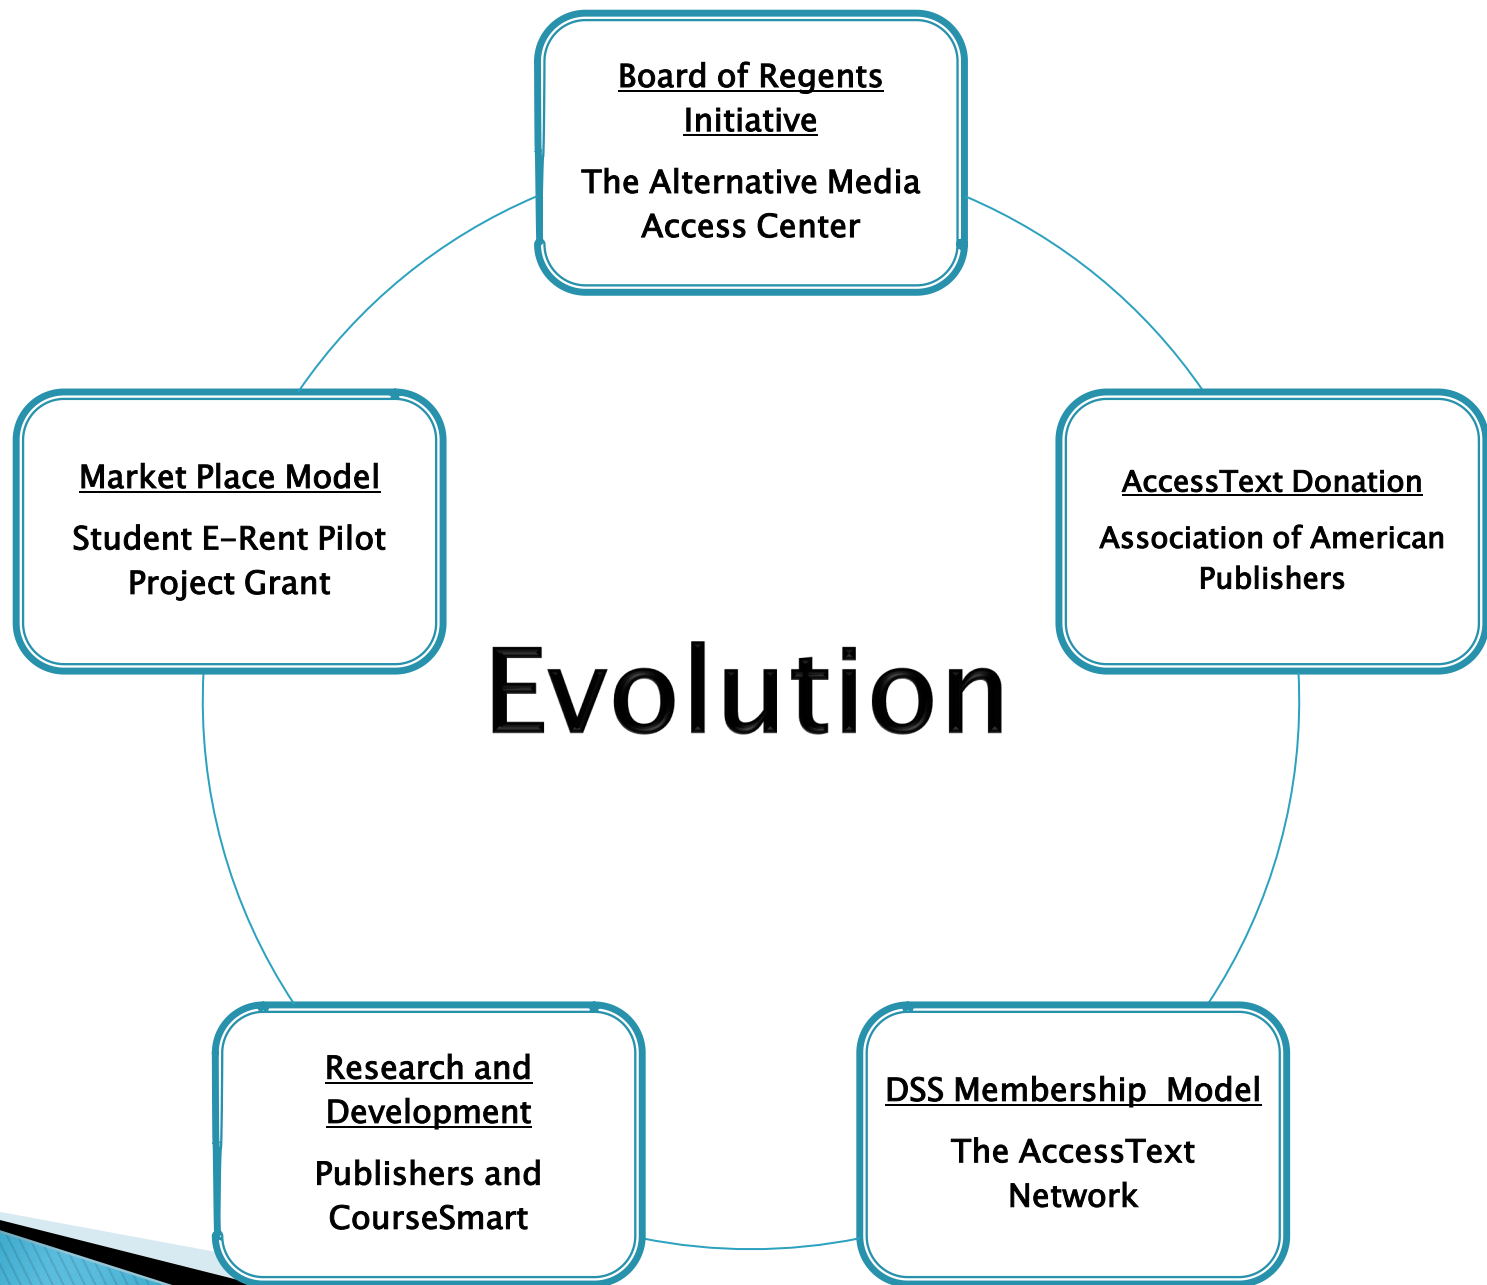 Board of Regents
Initiative
The Alternative Media
Access Center
AccessText Donation
Association of American
Publishers
DSS Membership  Model
The AccessText
Network
Research and
Development
Publishers and
CourseSmart
Market Place Model
Student E-Rent Pilot
Project Grant
Evolution